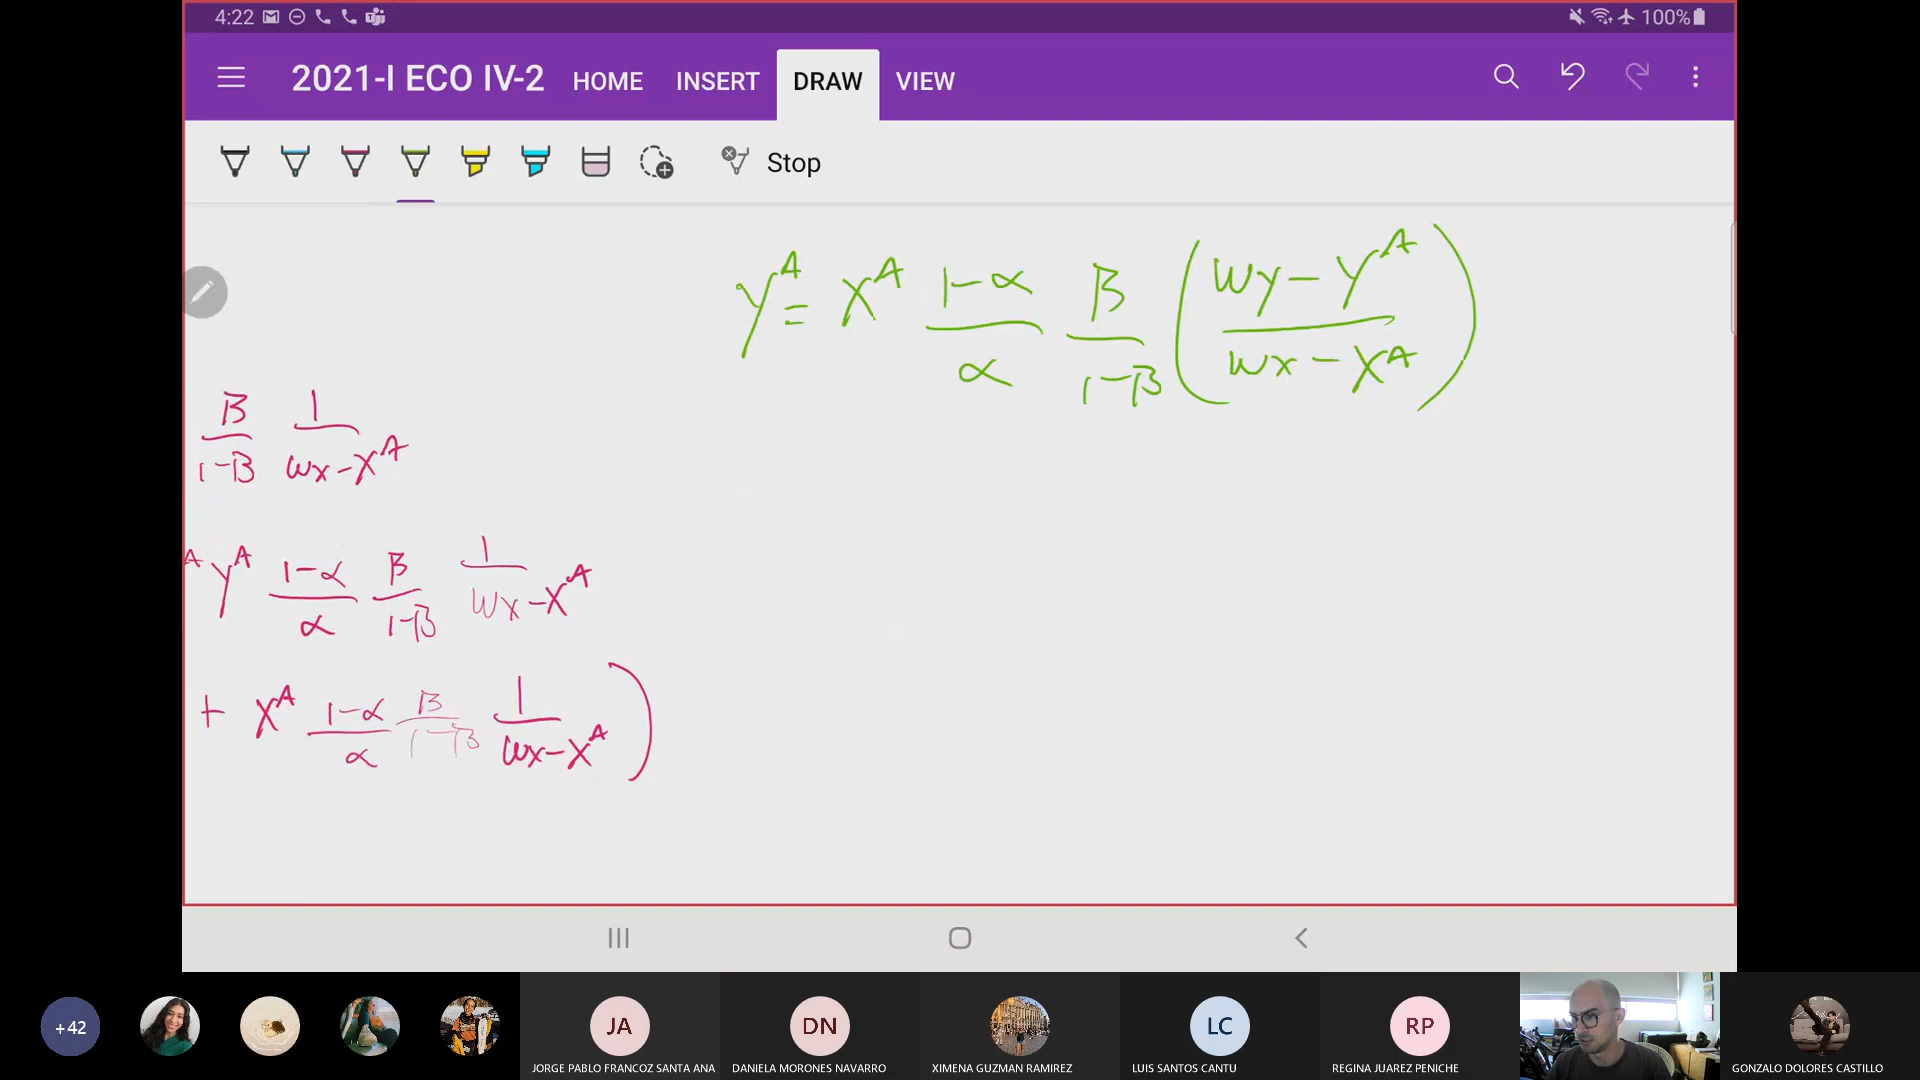 4:22 100%
2021-I ECO IV-2 HOME INSERT DRAW VIEW
Stop
y^A = x^A (1-α)/α β/(1-β) ((wy - y^A)/(wx - x^A))
β/(1-β) 1/(wx - x^A)
^A y^A (1-α)/α β/(1-β) 1/(wx - x^A)
+ x^A (1-α)/α β/(1-β) 1/(wx - x^A) )
+42 JA DN LC RP
JORGE PABLO FRANCOZ SANTA ANA DANIELA MORONES NAVARRO XIMENA GUZMAN RAMIREZ LUIS SANTOS CANTU REGINA JUAREZ PENICHE GONZALO DOLORES CASTILLO